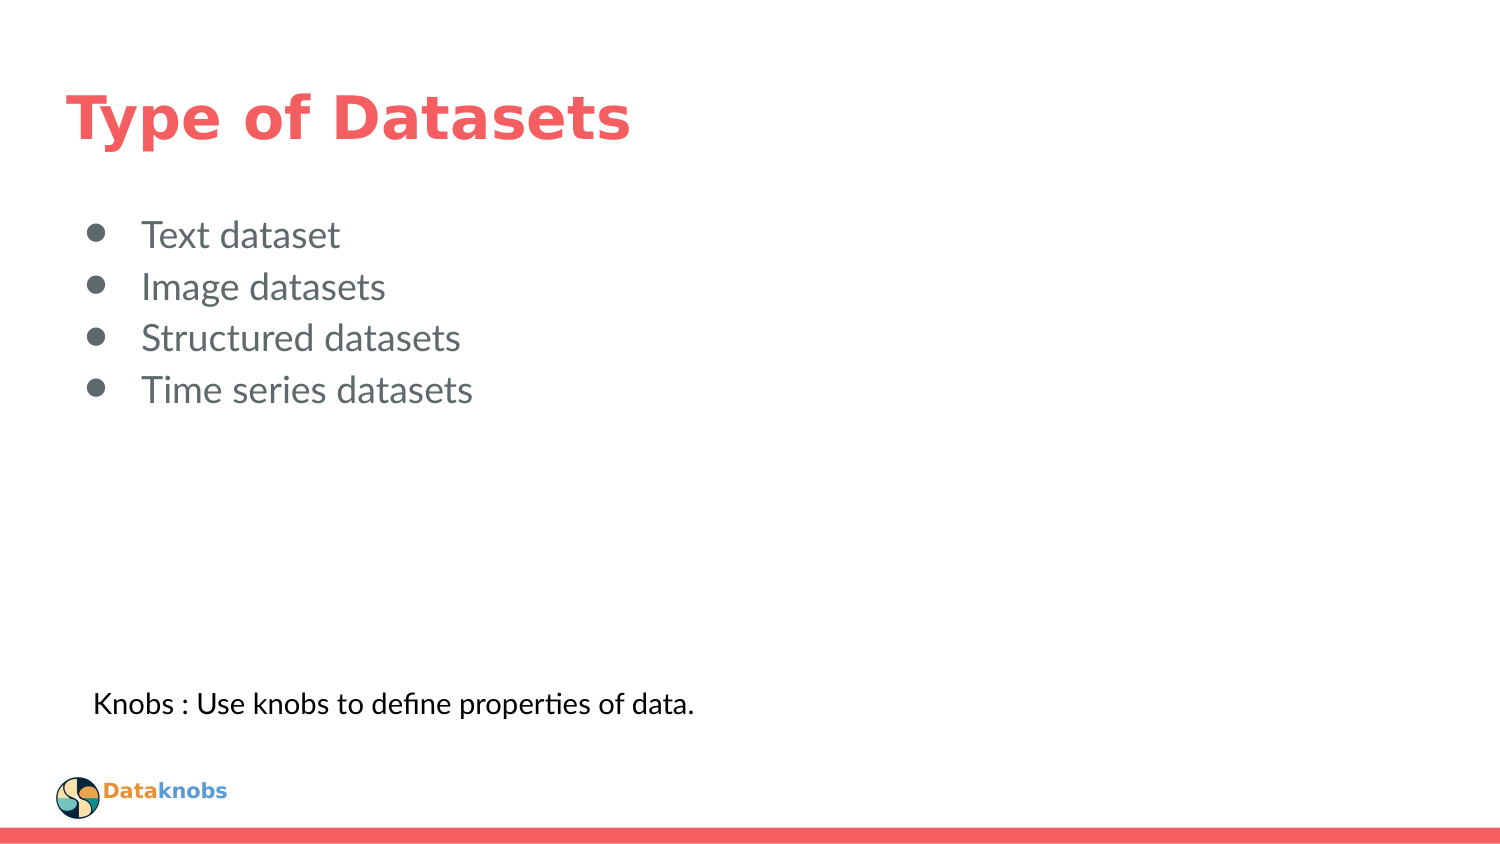 Type of Datasets
● Text dataset
● Image datasets
● Structured datasets
● Time series datasets
Knobs : Use knobs to define properties of data.
Dataknobs